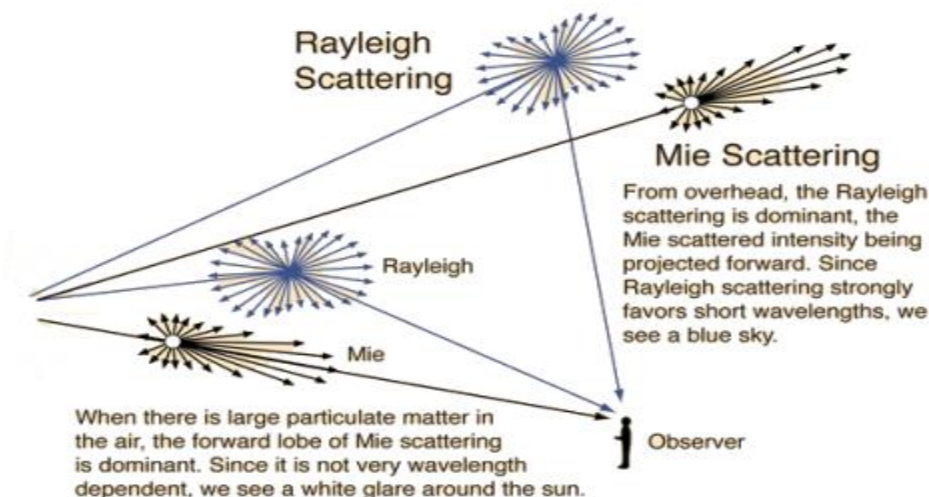 Rayleigh
Scattering
Mie Scattering
From overhead, the Rayleigh
scattering is dominant, the
Mie scattered intensity being
projected forward. Since
Rayleigh scattering strongly
favors short wavelengths, we
see a blue sky.
Rayleigh
Mie
When there is large particulate matter in
the air, the forward lobe of Mie scattering
is dominant. Since it is not very wavelength
dependent, we see a white glare around the sun.
Observer